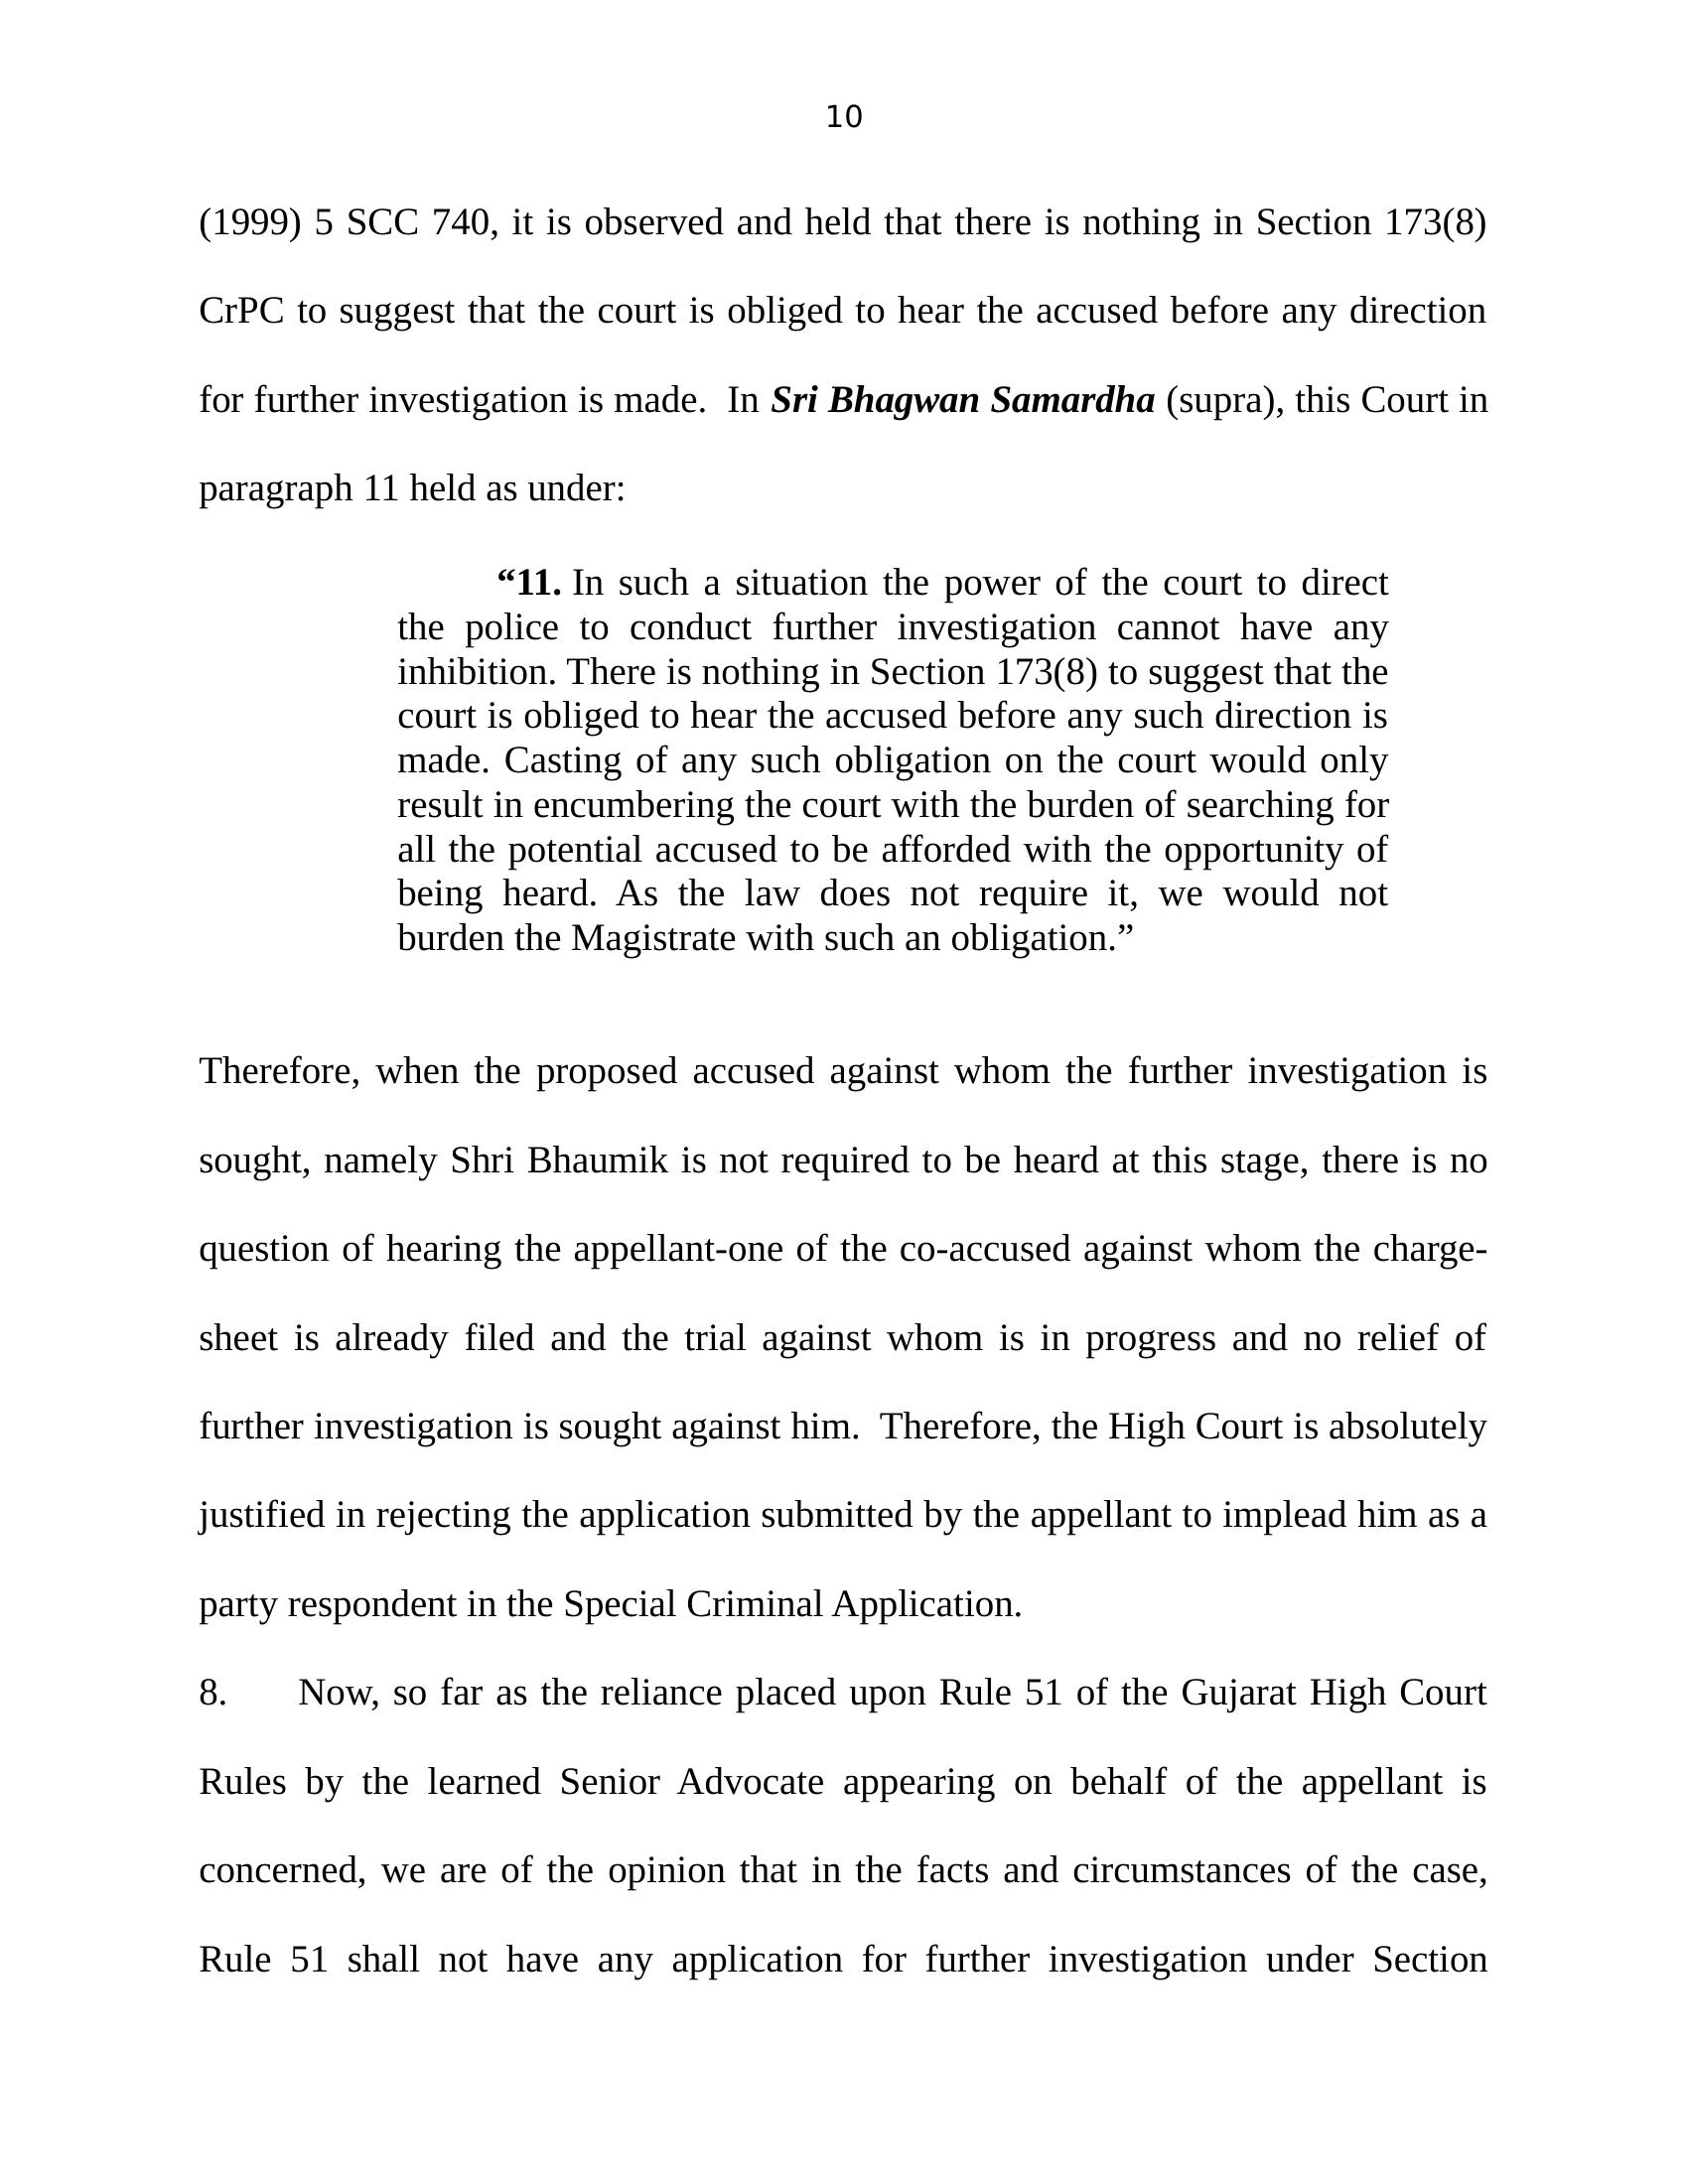 10
(1999) 5 SCC 740, it is observed and held that there is nothing in Section 173(8)
CrPC to suggest that the court is obliged to hear the accused before any direction
for further investigation is made.  In Sri Bhagwan Samardha (supra), this Court in
paragraph 11 held as under:
“11. In such a situation the power of the court to direct
the police to conduct further investigation cannot have any
inhibition. There is nothing in Section 173(8) to suggest that the
court is obliged to hear the accused before any such direction is
made. Casting of any such obligation on the court would only
result in encumbering the court with the burden of searching for
all the potential accused to be afforded with the opportunity of
being heard. As the law does not require it, we would not
burden the Magistrate with such an obligation.”
Therefore, when the proposed accused against whom the further investigation is
sought, namely Shri Bhaumik is not required to be heard at this stage, there is no
question of hearing the appellant-one of the co-accused against whom the charge-
sheet is already filed and the trial against whom is in progress and no relief of
further investigation is sought against him.  Therefore, the High Court is absolutely
justified in rejecting the application submitted by the appellant to implead him as a
party respondent in the Special Criminal Application.
8. Now, so far as the reliance placed upon Rule 51 of the Gujarat High Court
Rules by the learned Senior Advocate appearing on behalf of the appellant is
concerned, we are of the opinion that in the facts and circumstances of the case,
Rule 51 shall not have any application for further investigation under Section